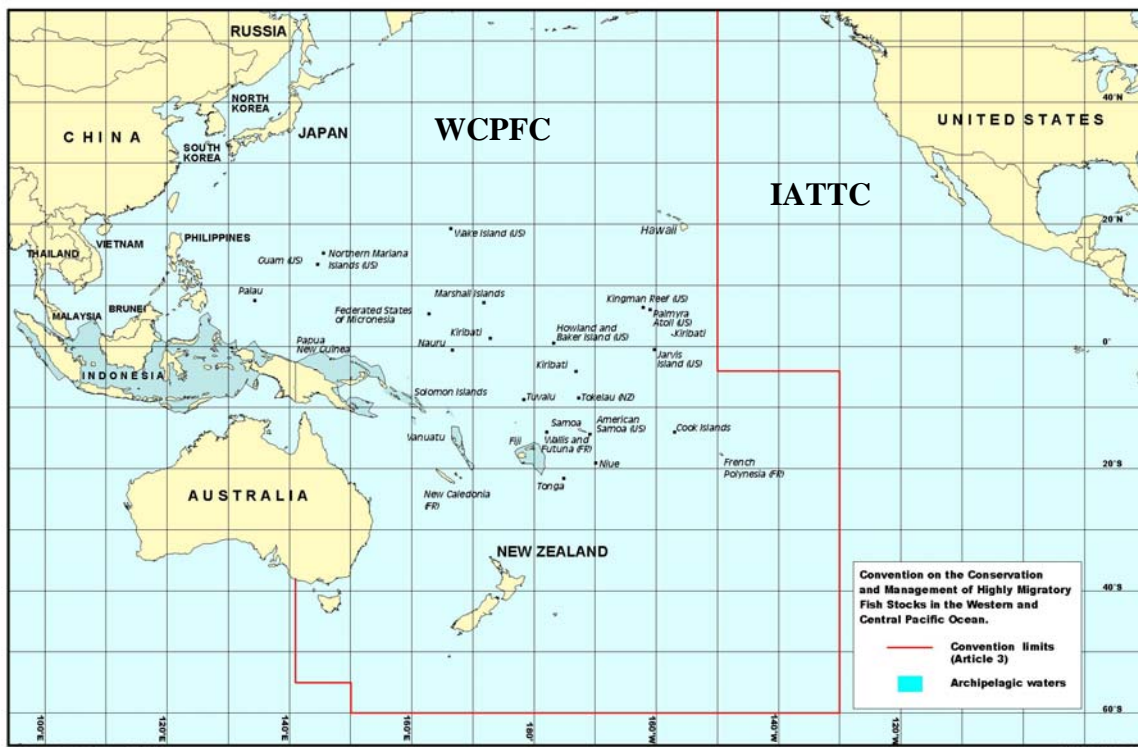 RUSSIA
NORTH
KOREA
CHINA
JAPAN
SOUTH
KOREA
WCPFC
IATTC
UNITED STATES
40°N
20°N
0°
20°S
40°S
60°S
PHILIPPINES
VIETNAM
THAILAND
Guam (US)
Northern Mariana
Islands (US)
Wake Island (US)
Hawaii
Palau
BRUNEI
MALAYSIA
INDONESIA
Federated States
of Micronesia
Marshall Islands
Kiribati
Nauru
Papua
New Guinea
Howland and
Baker Island (US)
Kingman Reef (US)
Palmyra
Atoll (US)
Kiribati
Jarvis
Island (US)
Kiribati
Solomon Islands
Tuvalu
Tokelau (NZ)
Samoa
American
Samoa (US)
Wallis and
Futuna (FR)
Cook Islands
Vanuatu
Fiji
Niue
Tonga
French
Polynesia (FR)
New Caledonia
(FR)
AUSTRALIA
NEW ZEALAND
Convention on the Conservation
and Management of Highly Migratory
Fish Stocks in the Western and
Central Pacific Ocean.
Convention limits
(Article 3)
Archipelagic waters
100°E
120°E
140°E
160°E
180°
160°W
140°W
120°W